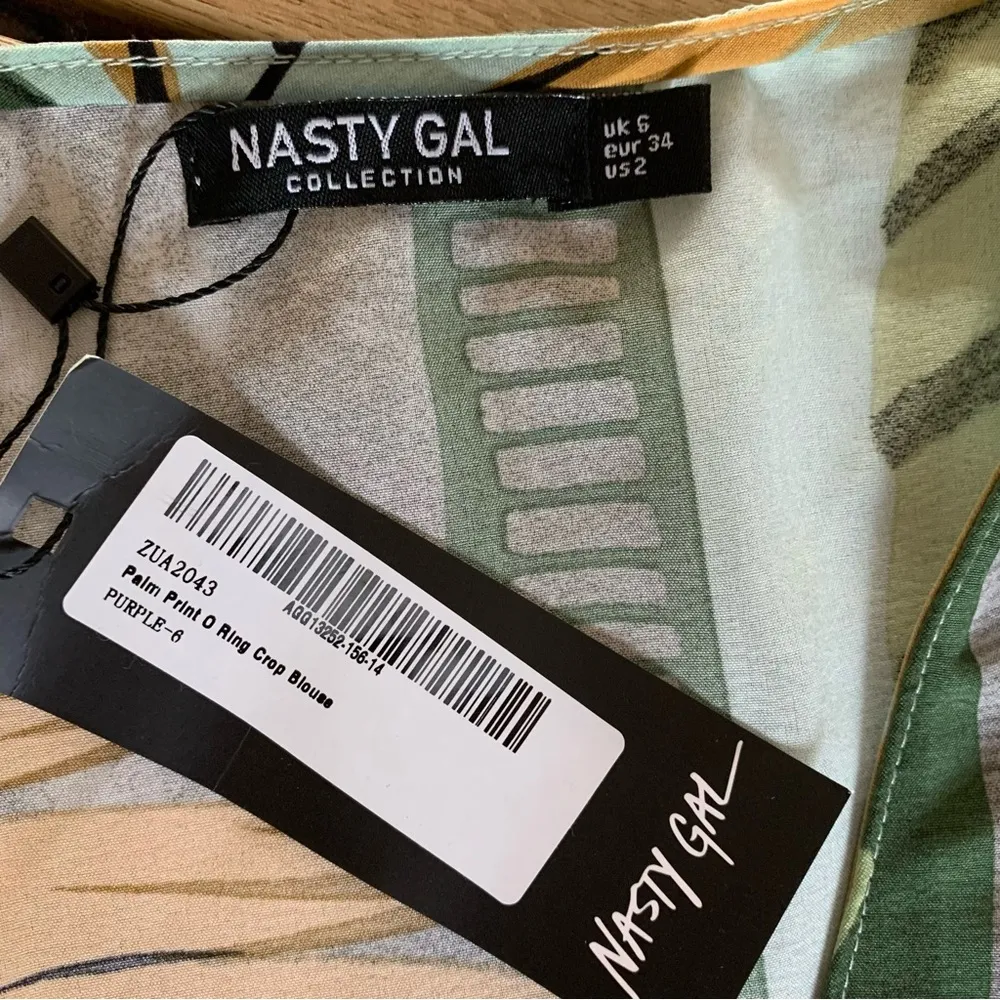 NASTY GAL
COLLECTION
uk 6
eur 34
us 2
AGG13252-156-14
ZUA2043
Palm Print O Ring Crop Blouse
PURPLE-6
NASTY GAL